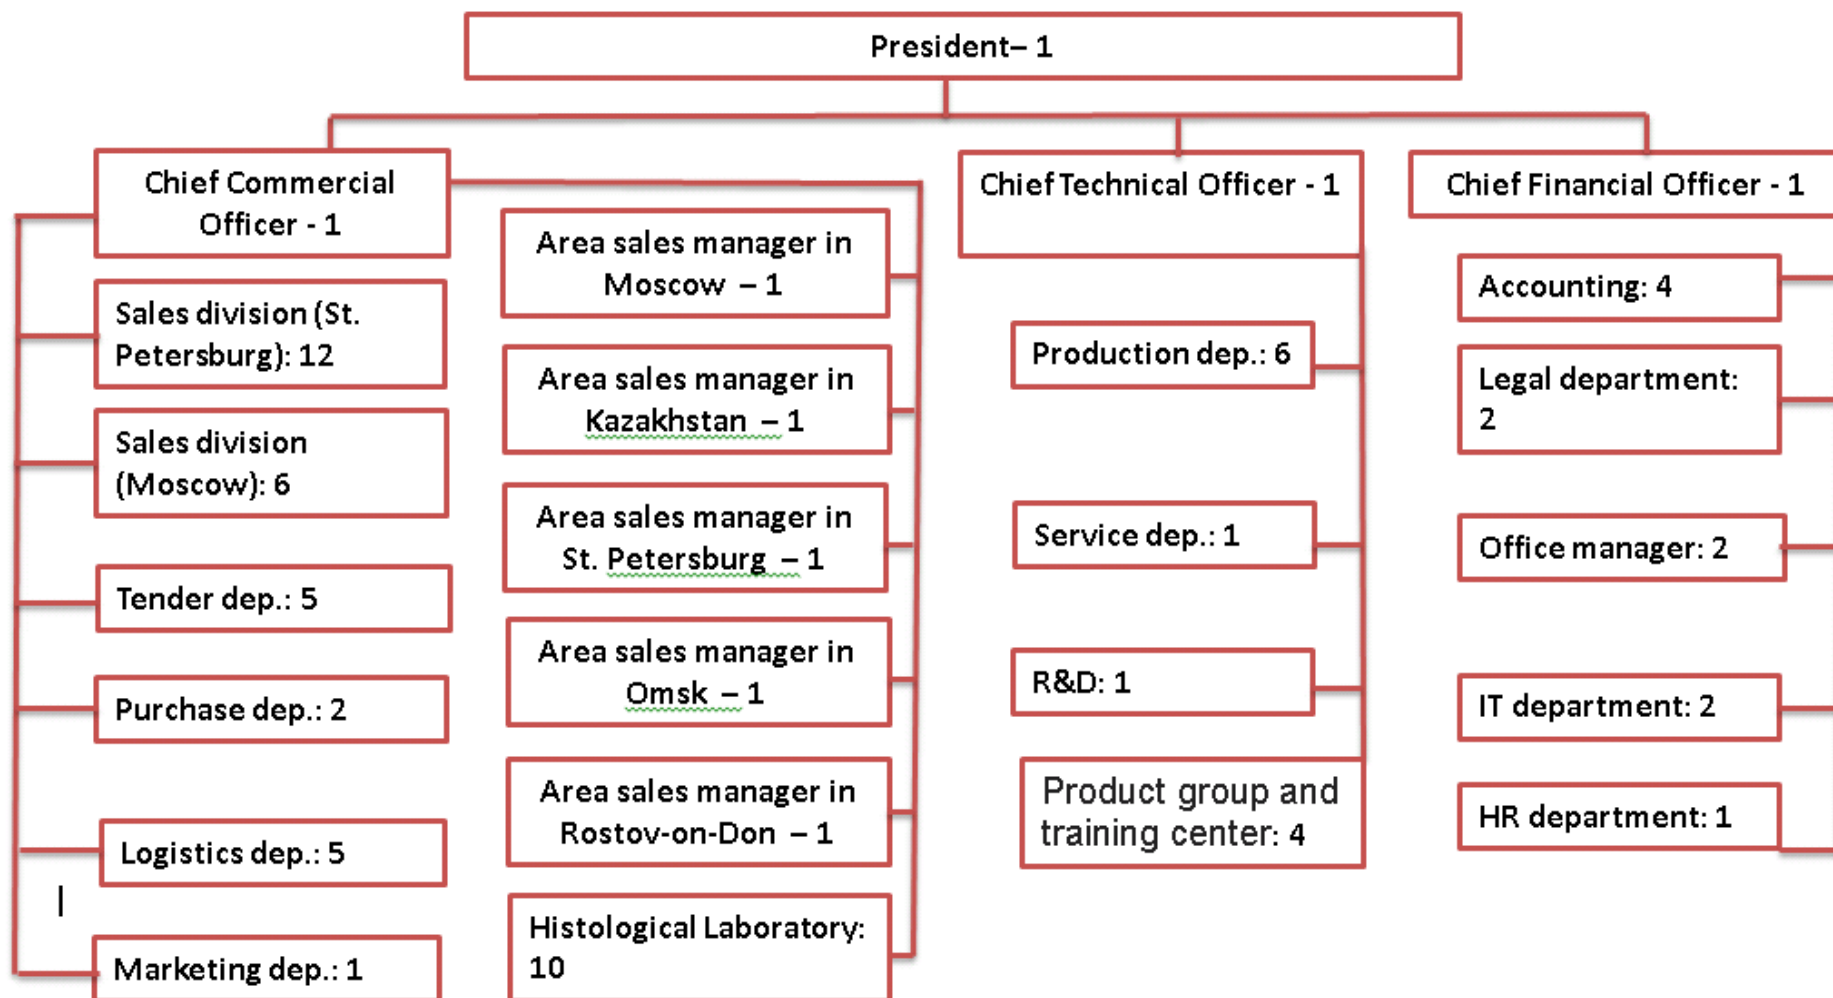 President– 1
Chief Commercial
Officer - 1
Sales division (St.
Petersburg): 12
Sales division
(Moscow): 6
Tender dep.: 5
Purchase dep.: 2
Logistics dep.: 5
Marketing dep.: 1
Area sales manager in
Moscow – 1
Area sales manager in
Kazakhstan – 1
Area sales manager in
St. Petersburg – 1
Area sales manager in
Omsk – 1
Area sales manager in
Rostov-on-Don – 1
Histological Laboratory:
10
Chief Technical Officer - 1
Production dep.: 6
Service dep.: 1
R&D: 1
Product group and
training center: 4
Chief Financial Officer - 1
Accounting: 4
Legal department:
2
Office manager: 2
IT department: 2
HR department: 1